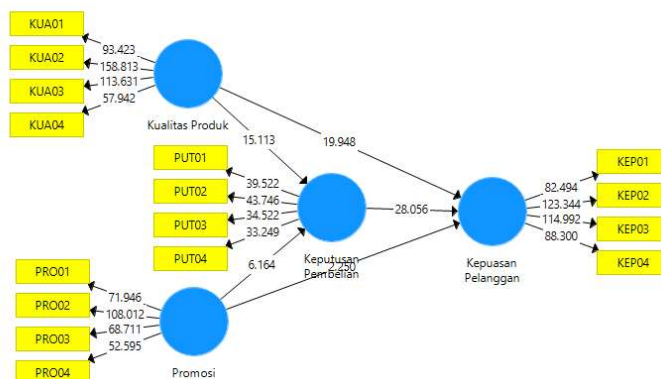 KUA01
KUA02
KUA03
KUA04
93.423
158.813
113.631
57.942
Kualitas Produk
15.113
19.948
PUT01
PUT02
PUT03
PUT04
39.522
43.746
34.522
33.249
Keputusan
Pembelian
28.056
6.164
2.250
KEP01
KEP02
KEP03
KEP04
82.494
123.344
114.992
88.300
Kepuasan
Pelanggan
PRO01
PRO02
PRO03
PRO04
71.946
108.012
68.711
52.595
Promosi